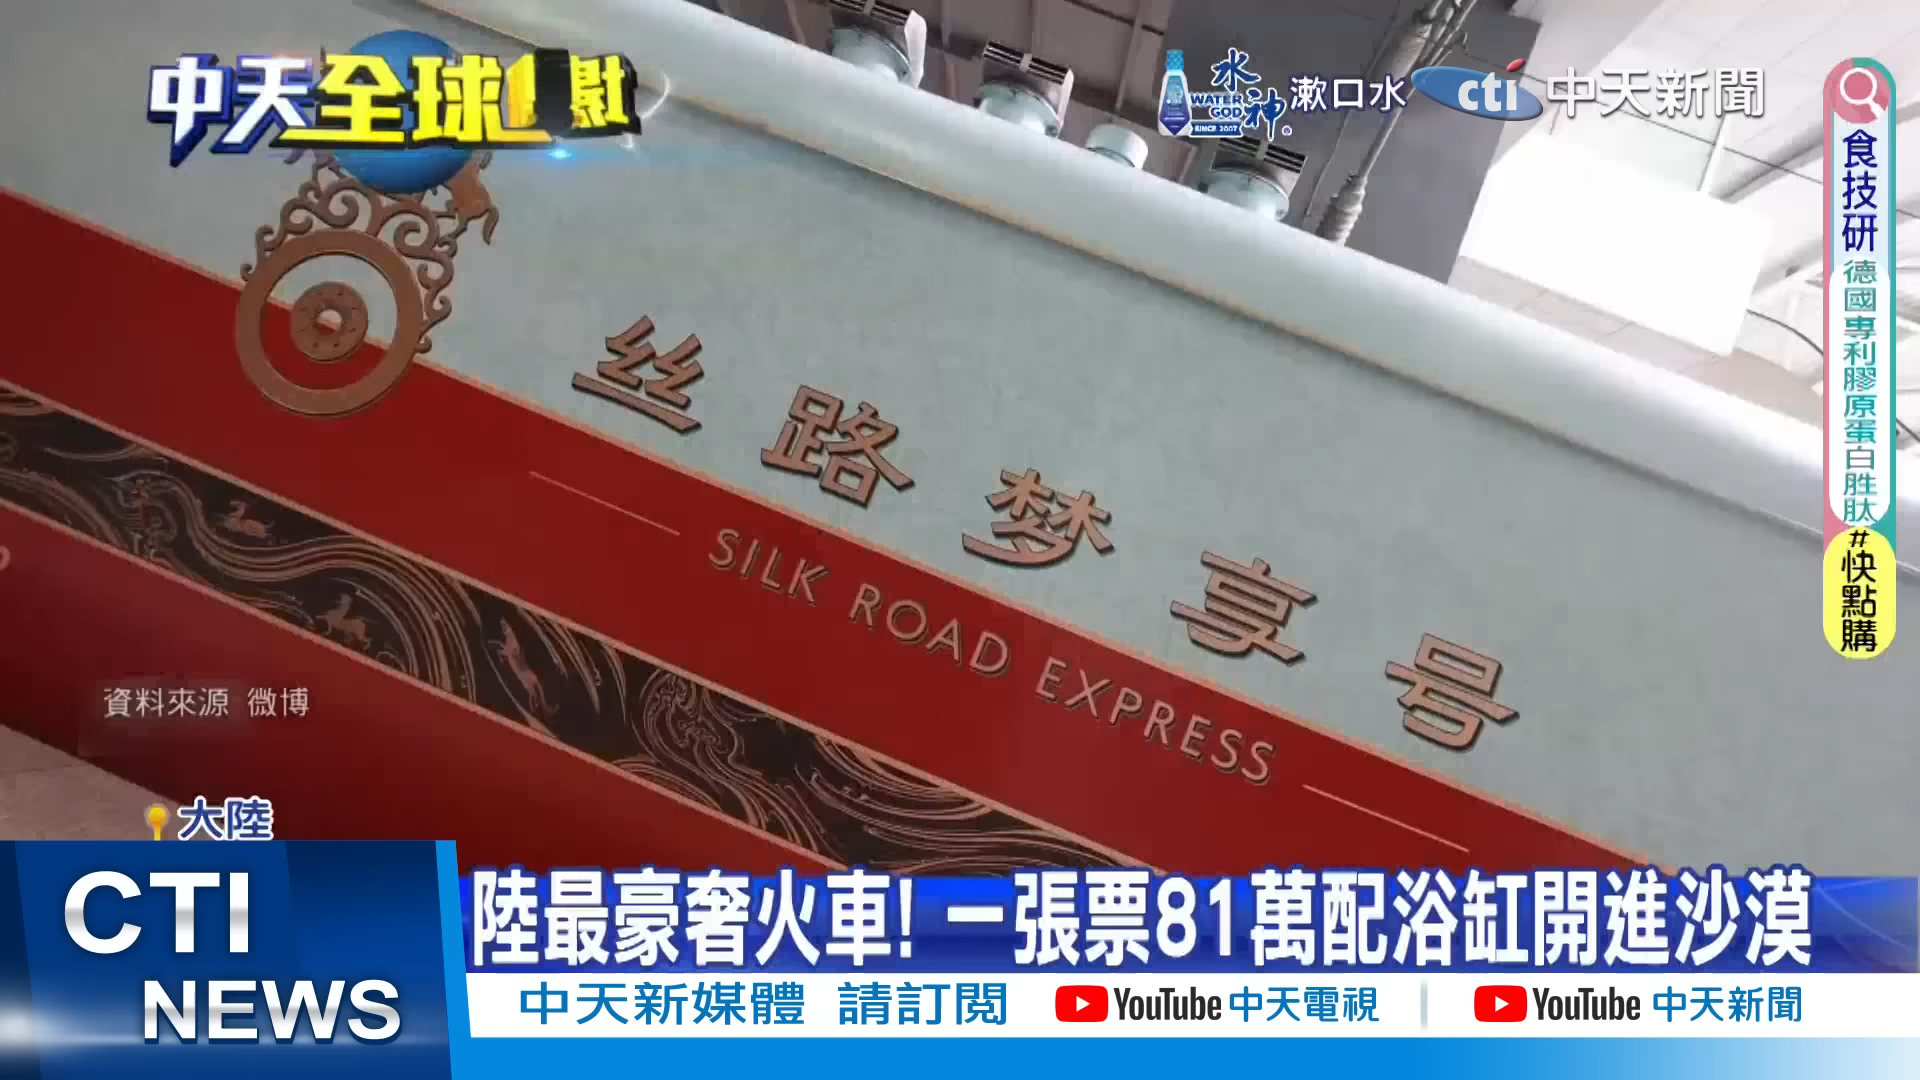 中天全球
水神
WATER GOD
SINCE 2007
漱口水
cti 中天新聞
食技研
德國專利膠原蛋白胜肽
#快點購
丝路梦享号
SILK ROAD EXPRESS
資料來源 微博
大陸
CTI NEWS
陸最豪奢火車! 一張票81萬配浴缸開進沙漠
中天新媒體 請訂閱 YouTube 中天電視 YouTube 中天新聞